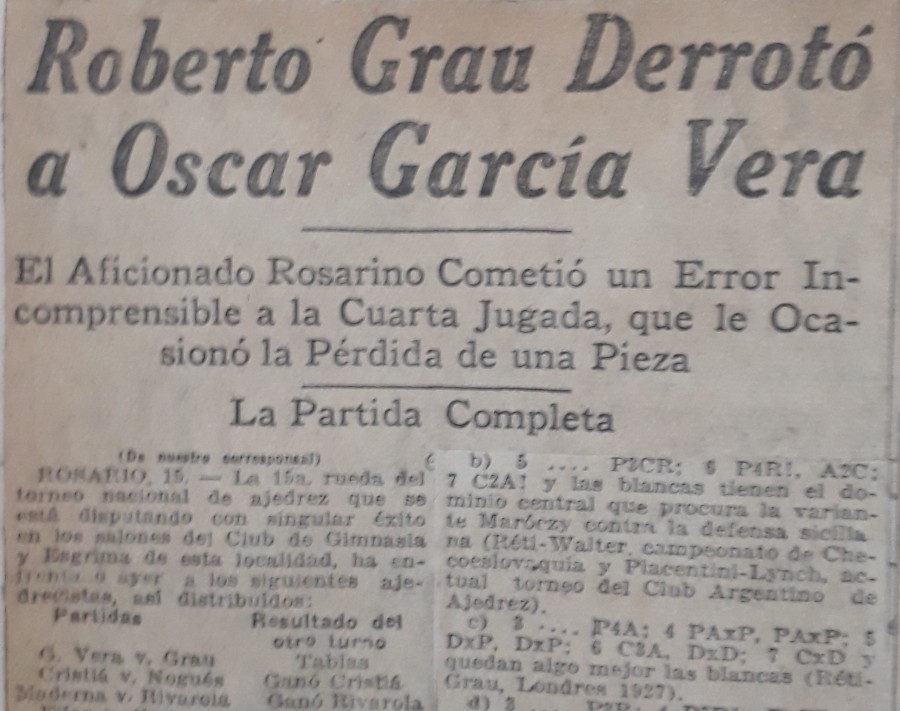 Roberto Grau Derrotó
a Oscar García Vera
El Aficionado Rosarino Cometió un Error In-
comprensible a la Cuarta Jugada, que le Oca-
sionó la Pérdida de una Pieza
La Partida Completa
(De nuestro corresponsal)
ROSARIO, 15. — La 15a. rueda del
torneo nacional de ajedrez que se
está disputando con singular éxito
en los salones del Club de Gimnasia
y Esgrima de esta localidad, ha en-
ayer a los siguientes aje-
drecistas, así distribuídos:
Partidas Resultado del
otro turno
G. Vera v. Grau Tablas
Cristiá v. Nogués Ganó Cristiá
Maderna v. Rivarola Ganó Rivarola
b) 5 .... P3CR; 6 P4R!, A2C;
7 C2A! y las blancas tienen el do-
minio central que procura la varian-
te Maróczy contra la defensa sicilia
na (Réti-Walter, campeonato de Che-
coeslovaquia y Piacentini-Lynch, ac-
tual torneo del Club Argentino de
Ajedrez).
c) 3 .... P4A; 4 PAxP, PAxP; 5
DxP, DxP; 6 C3A, DxD; 7 CxD y
quedan algo mejor las blancas (Réti-
Grau, Londres 1927).
d) 3